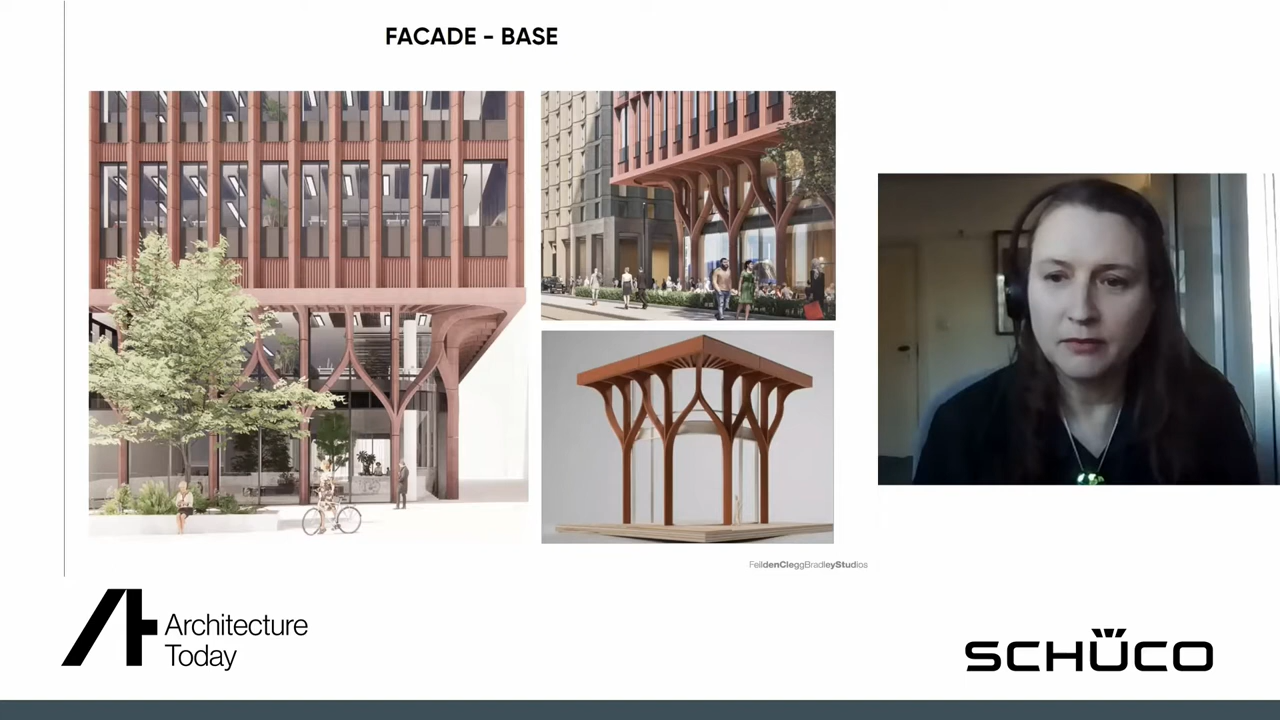 FACADE - BASE
FeildenCleggBradleyStudios
Architecture
Today
SCHÜCO